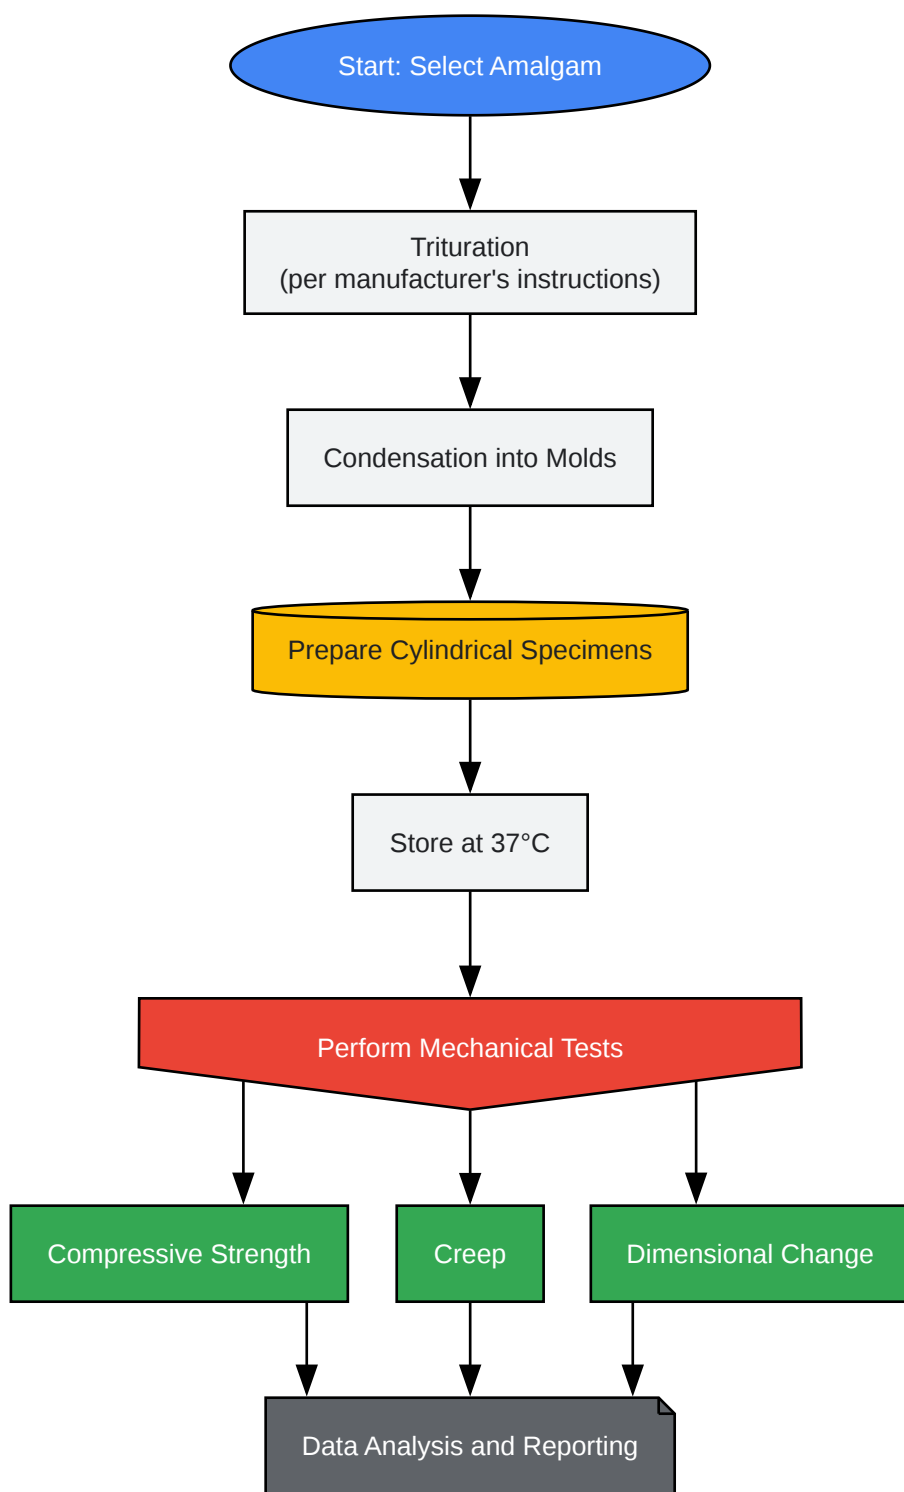 Start: Select Amalgam
Trituration
(per manufacturer's instructions)
Condensation into Molds
Prepare Cylindrical Specimens
Store at 37°C
Perform Mechanical Tests
Compressive Strength
Creep
Dimensional Change
Data Analysis and Reporting